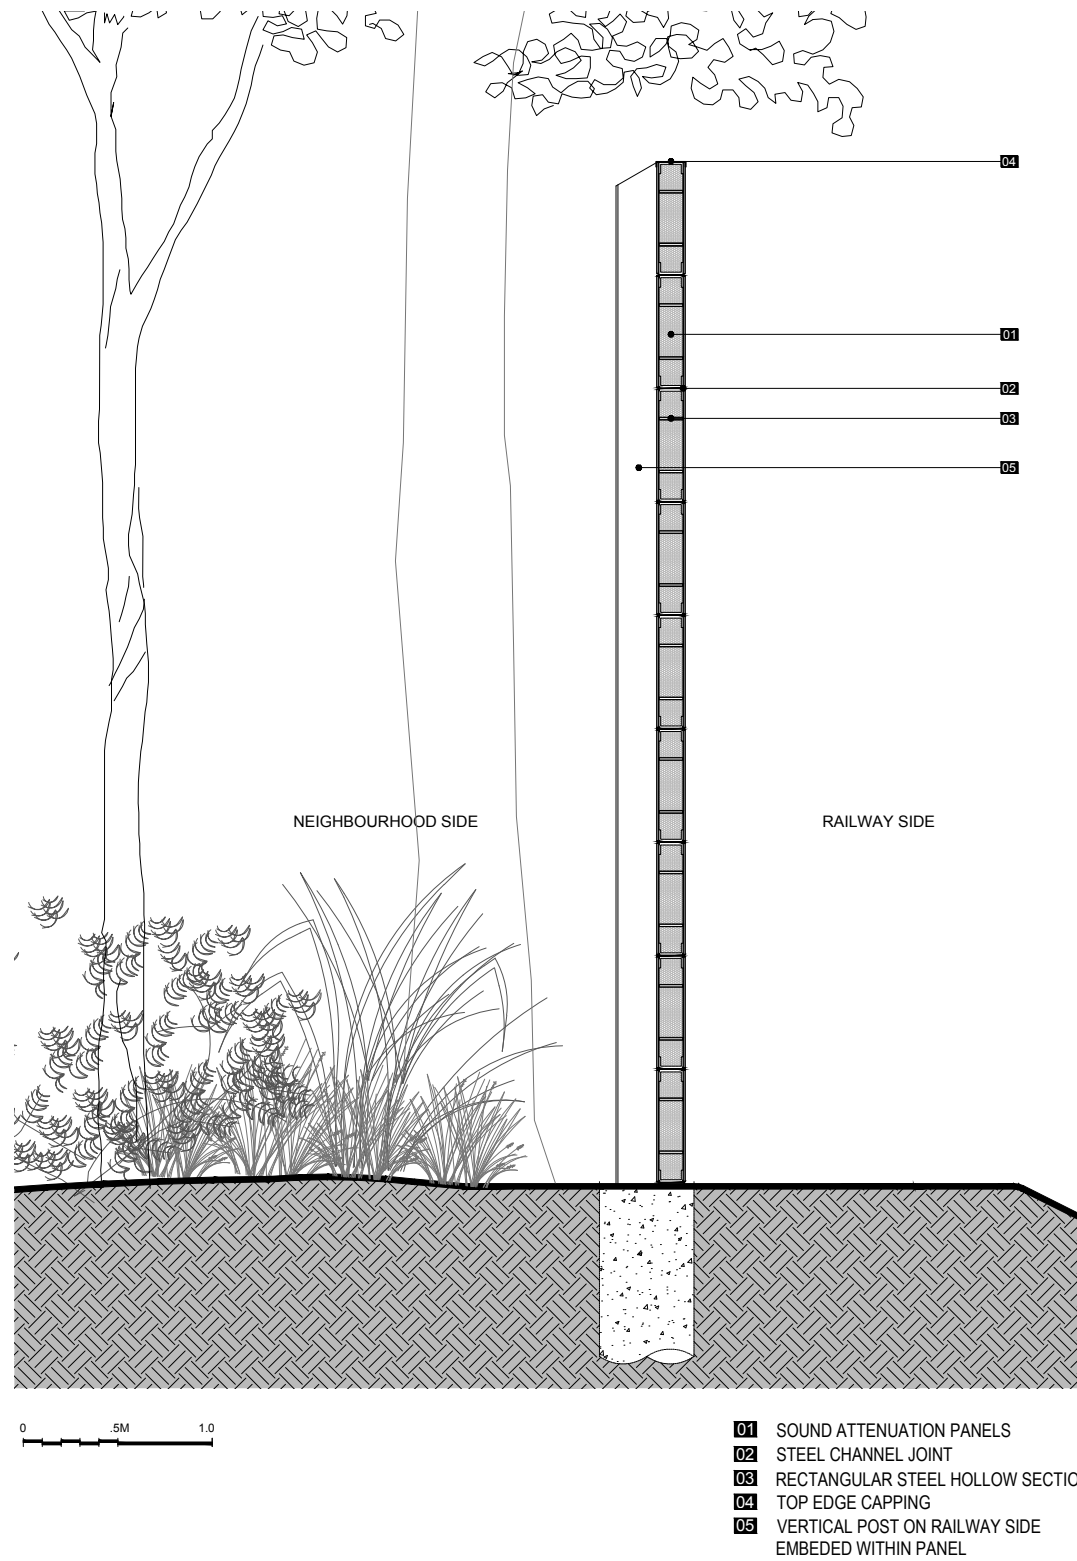 04
01
02
03
05
NEIGHBOURHOOD SIDE
RAILWAY SIDE
0 .5M 1.0
01 SOUND ATTENUATION PANELS
02 STEEL CHANNEL JOINT
03 RECTANGULAR STEEL HOLLOW SECTIO
04 TOP EDGE CAPPING
05 VERTICAL POST ON RAILWAY SIDE
EMBEDED WITHIN PANEL